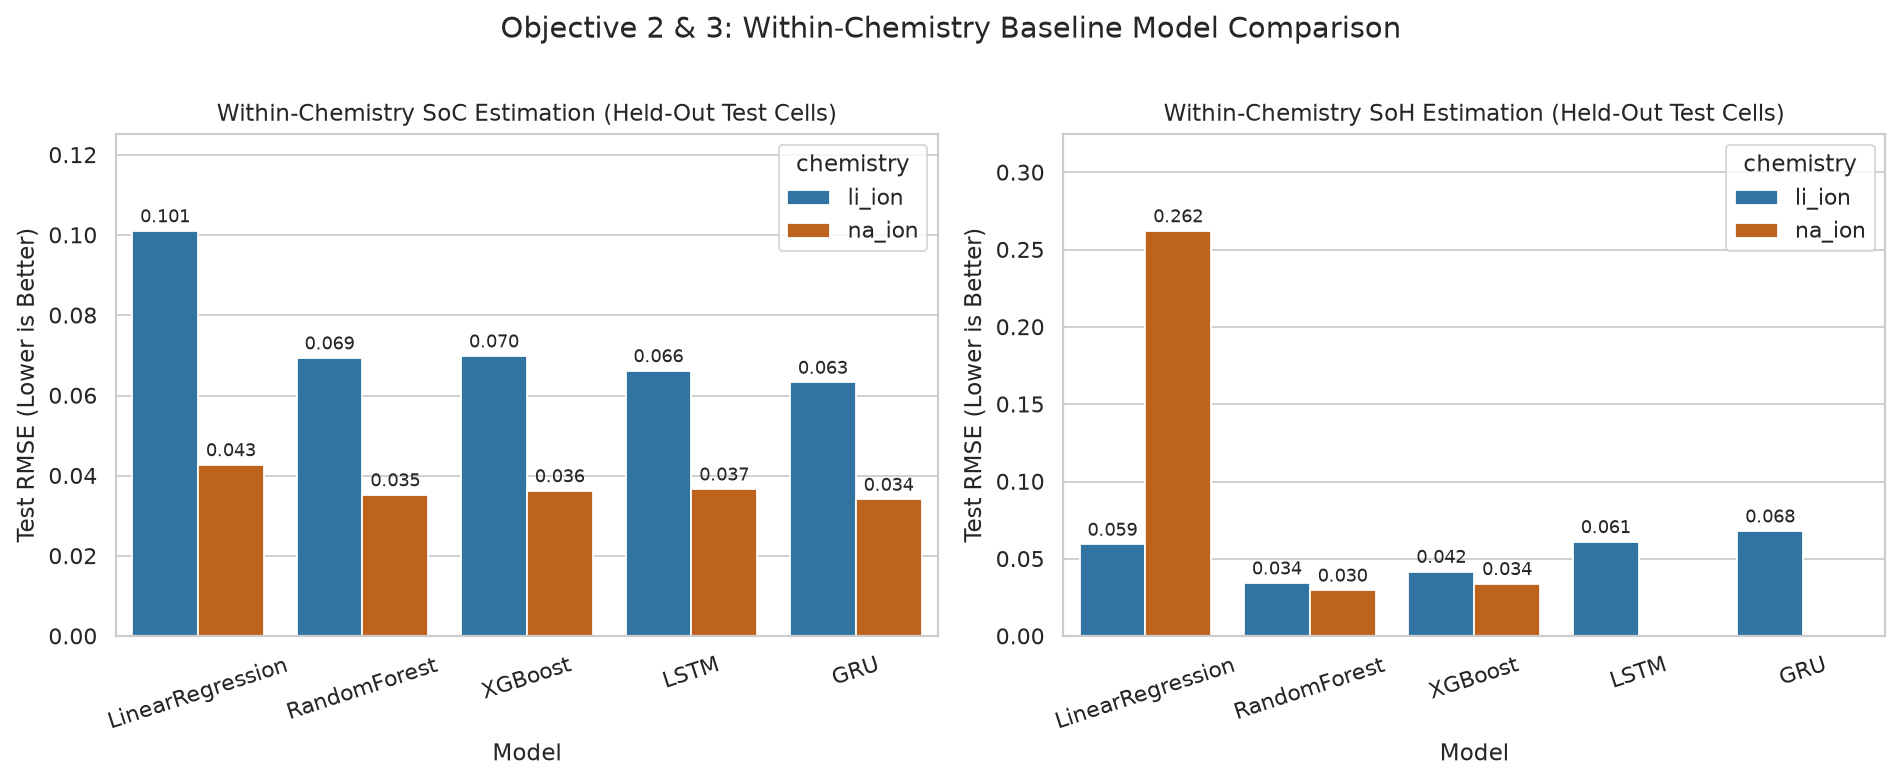 Objective 2 & 3: Within-Chemistry Baseline Model Comparison
Within-Chemistry SoC Estimation (Held-Out Test Cells)
Test RMSE (Lower is Better)
0.12
0.10
0.08
0.06
0.04
0.02
0.00
chemistry
li_ion
na_ion
0.101
0.043
0.069
0.035
0.070
0.036
0.066
0.037
0.063
0.034
LinearRegression
RandomForest
XGBoost
LSTM
GRU
Model
Within-Chemistry SoH Estimation (Held-Out Test Cells)
Test RMSE (Lower is Better)
0.30
0.25
0.20
0.15
0.10
0.05
0.00
chemistry
li_ion
na_ion
0.059
0.262
0.034
0.030
0.042
0.034
0.061
0.068
LinearRegression
RandomForest
XGBoost
LSTM
GRU
Model